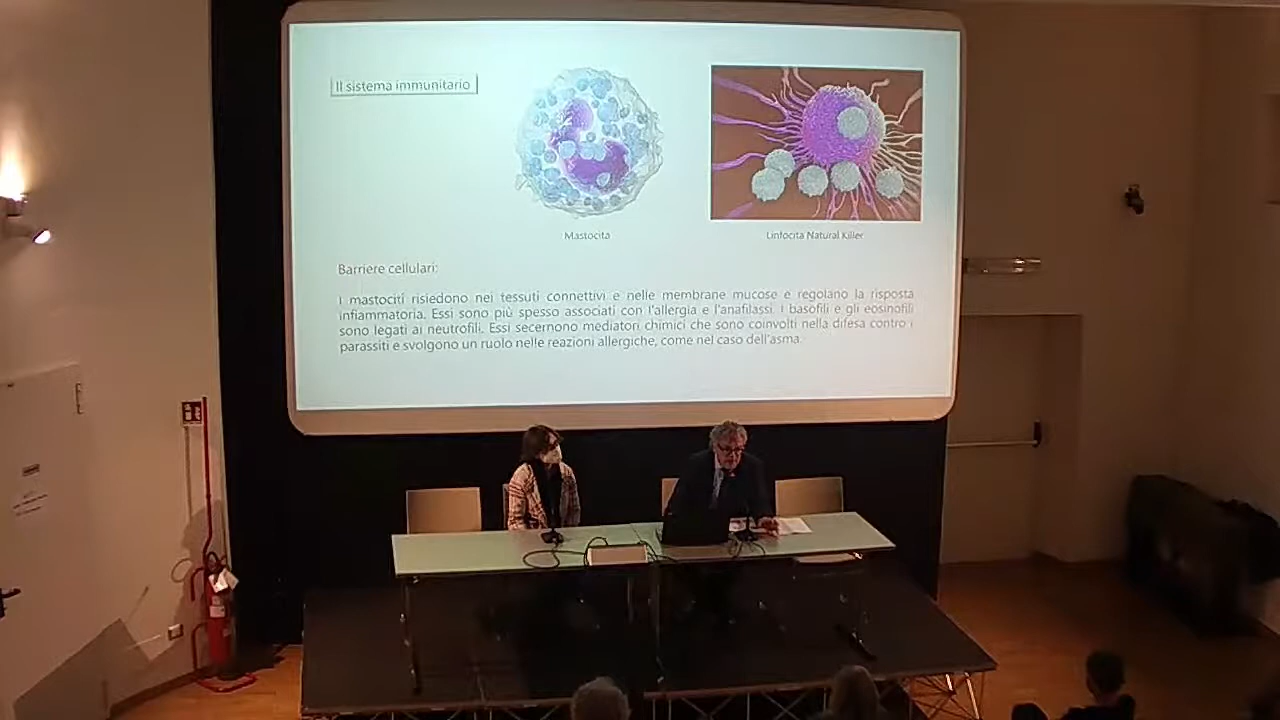 Il sistema immunitario
Mastocita
Linfocita Natural Killer
Barriere cellulari:
I mastociti risiedono nei tessuti connettivi e nelle membrane mucose e regolano la risposta
infiammatoria. Essi sono più spesso associati con l'allergia e l'anafilassi. I basofili e gli eosinofili
sono legati ai neutrofili. Essi secernono mediatori chimici che sono coinvolti nella difesa contro i
parassiti e svolgono un ruolo nelle reazioni allergiche, come nel caso dell'asma.